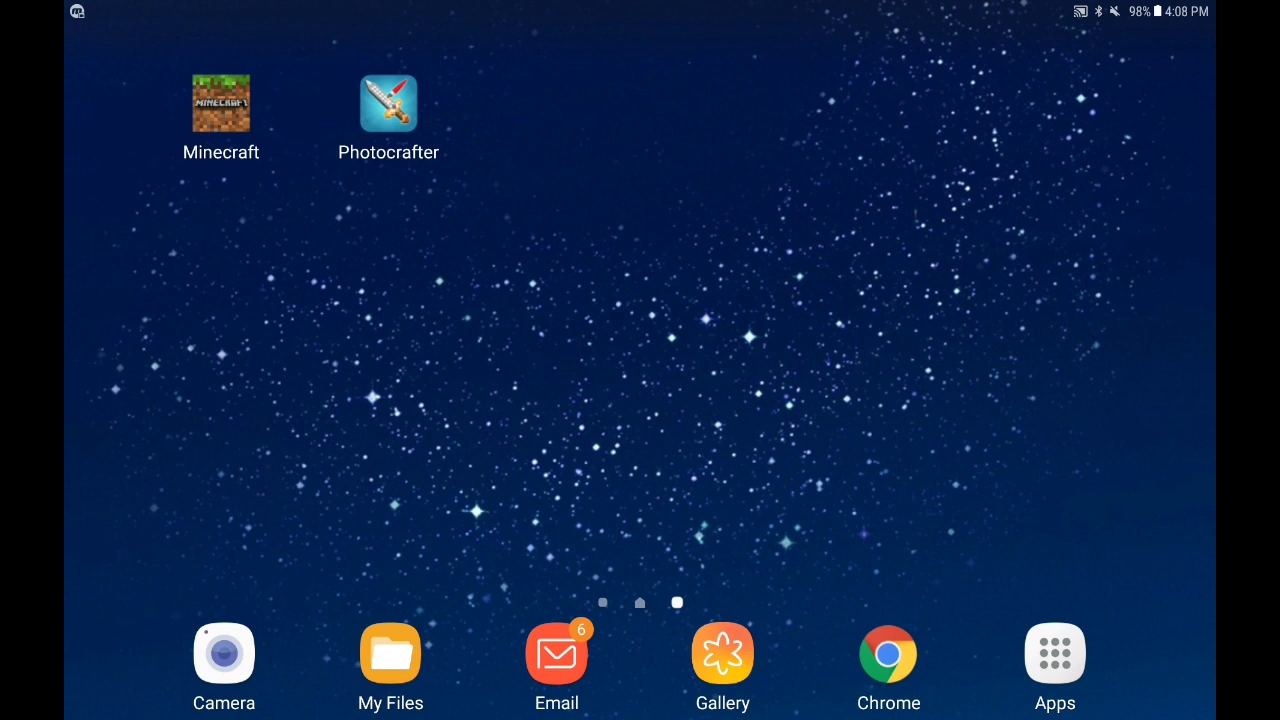 98% 4:08 PM
MINECRAFT
Minecraft
Photocrafter
6
Camera
My Files
Email
Gallery
Chrome
Apps